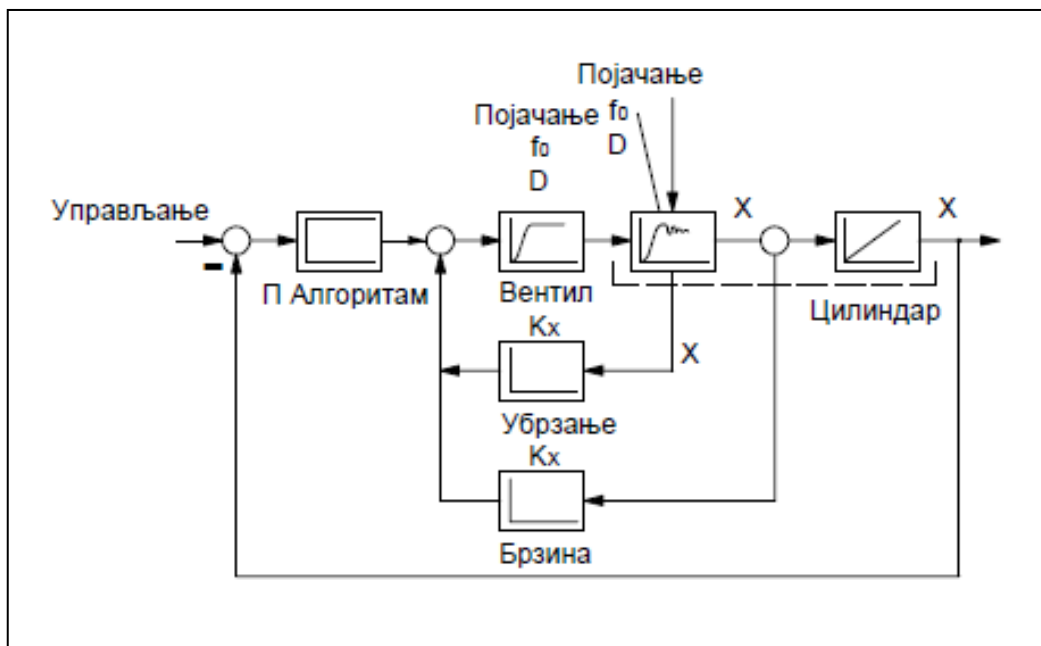 Појачање
f0
D
Појачање
f0
D
Управљање
X
X
-
П Алгоритам
Вентил
Цилиндар
Kx
X
Убрзање
Kx
Брзина